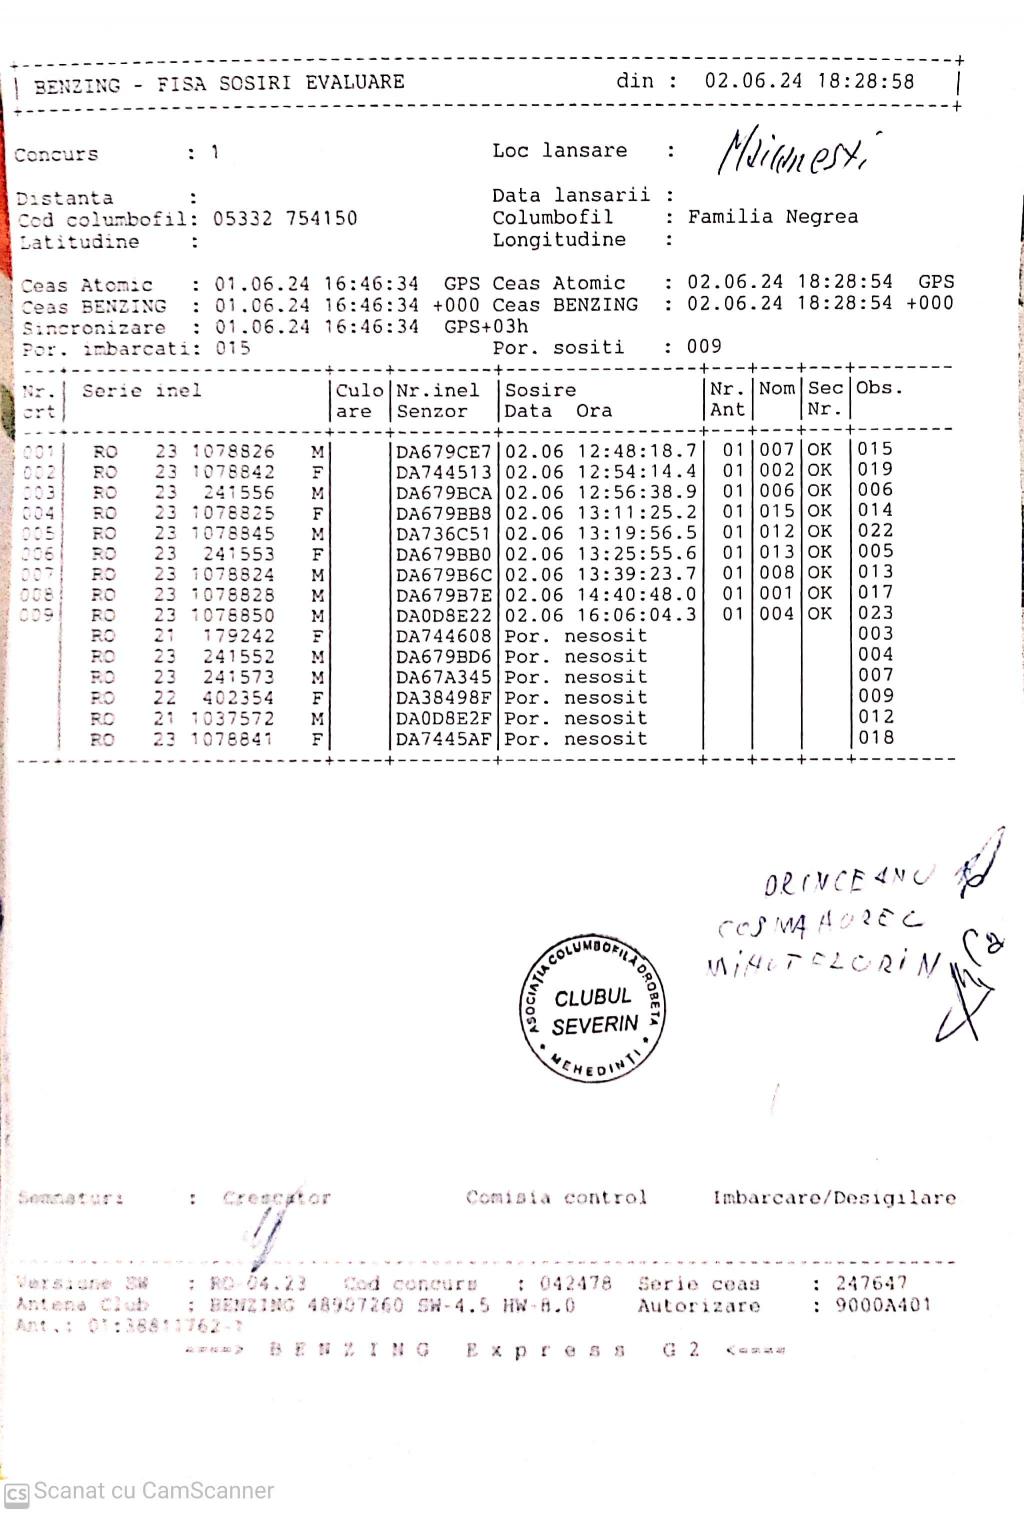 BENZING - FISA SOSIRI EVALUARE din : 02.06.24 18:28:58
Concurs : 1 Loc lansare :
Distanta : Data lansarii :
Cod columbofil: 05332 754150 Columbofil : Familia Negrea
Latitudine : Longitudine :
Ceas Atomic : 01.06.24 16:46:34 GPS Ceas Atomic : 02.06.24 18:28:54 GPS
Ceas BENZING : 01.06.24 16:46:34 +000 Ceas BENZING : 02.06.24 18:28:54 +000
Sincronizare : 01.06.24 16:46:34 GPS+03h
Por. imbarcati: 015 Por. sositi : 009
Nr. Serie inel Culo Nr.inel Sosire Nr. Nom Sec Obs.
crt are Senzor Data Ora Ant Nr.
001 RO 23 1078826 M DA679CE7 02.06 12:48:18.7 01 007 OK 015
002 RO 23 1078842 F DA744513 02.06 12:54:14.4 01 002 OK 019
003 RO 23 241556 M DA679BCA 02.06 12:56:38.9 01 006 OK 006
004 RO 23 1078825 F DA679BB8 02.06 13:11:25.2 01 015 OK 014
005 RO 23 1078845 M DA736C51 02.06 13:19:56.5 01 012 OK 022
006 RO 23 241553 F DA679BB0 02.06 13:25:55.6 01 013 OK 005
007 RO 23 1078824 M DA679B6C 02.06 13:39:23.7 01 008 OK 013
008 RO 23 1078828 M DA679B7E 02.06 14:40:48.0 01 001 OK 017
009 RO 23 1078850 M DA0D8E22 02.06 16:06:04.3 01 004 OK 023
RO 21 179242 F DA744608 Por. nesosit 003
RO 23 241552 M DA679BD6 Por. nesosit 004
RO 23 241573 M DA67A345 Por. nesosit 007
RO 22 402354 F DA38498F Por. nesosit 009
RO 21 1037572 M DA0D8E2F Por. nesosit 012
RO 23 1078841 F DA7445AF Por. nesosit 018
DRINCEANU
COSMA AUREL
MIHUT FLORIN
ASOCIATIA COLUMBOFILA DROBETA
CLUBUL
SEVERIN
MEHEDINTI
Semnaturi : Crescator Comisia control Imbarcare/Desigilare
Versiune SW : RO-04.23 Cod concurs : 042478 Serie ceas : 247647
Antena Club : BENZING 48907260 SW-4.5 HW-8.0 Autorizare : 9000A401
Ant.: 01:38811762-1
====> BENZING Express G2 <====
CS Scanat cu CamScanner